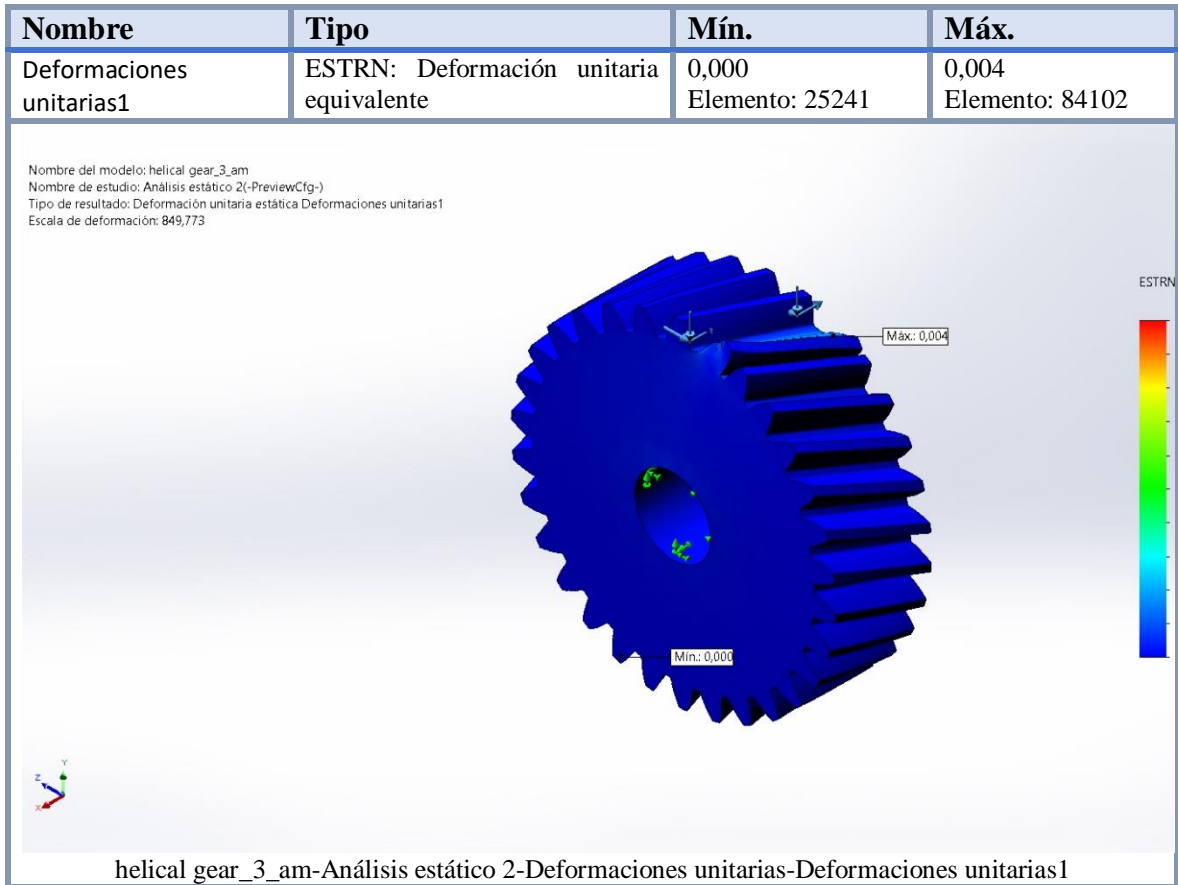 Nombre Tipo Mín. Máx.
Deformaciones unitarias1 ESTRN: Deformación unitaria equivalente 0,000 Elemento: 25241 0,004 Elemento: 84102
Nombre del modelo: helical gear_3_am
Nombre de estudio: Análisis estático 2(-PreviewCfg-)
Tipo de resultado: Deformación unitaria estática Deformaciones unitarias1
Escala de deformación: 849,773
ESTRN
Máx.: 0,004
Mín.: 0,000
Y
Z
X
helical gear_3_am-Análisis estático 2-Deformaciones unitarias-Deformaciones unitarias1